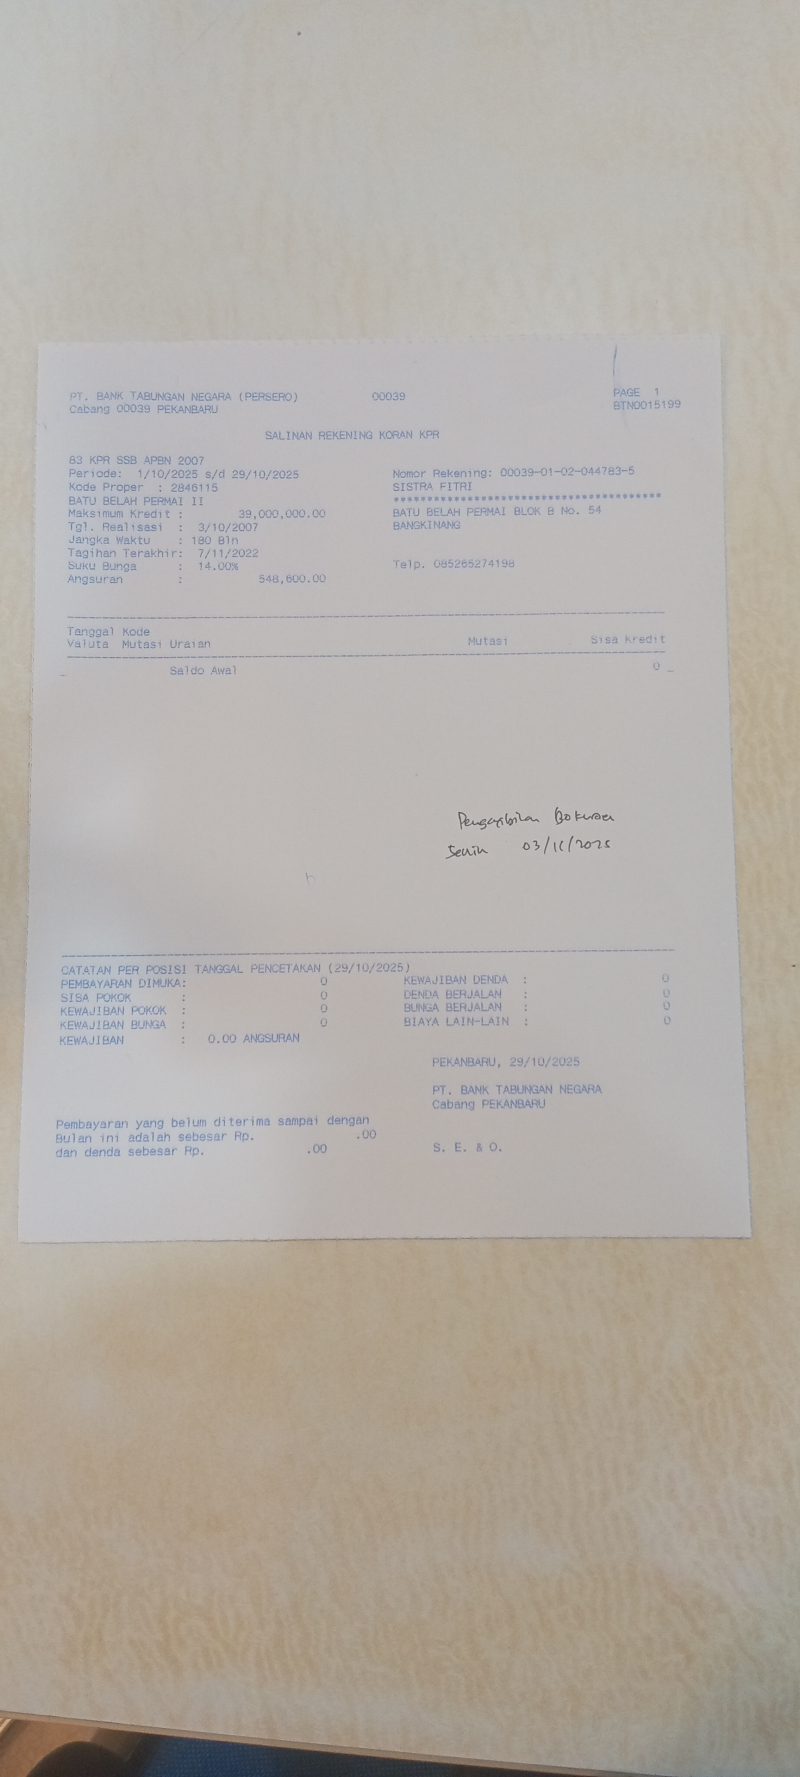 PT. BANK TABUNGAN NEGARA (PERSERO) 00039 PAGE 1
Cabang 00039 PEKANBARU BTN0015199
SALINAN REKENING KORAN KPR
83 KPR SSB APBN 2007
Periode: 1/10/2025 s/d 29/10/2025 Nomor Rekening: 00039-01-02-044783-5
Kode Proper : 2846115 SISTRA FITRI
BATU BELAH PERMAI II ****************************************
Maksimum Kredit : 39,000,000.00 BATU BELAH PERMAI BLOK B No. 54
Tgl. Realisasi : 3/10/2007 BANGKINANG
Jangka Waktu : 180 Bln
Tagihan Terakhir: 7/11/2022
Suku Bunga : 14.00% Telp. 085265274198
Angsuran : 548,600.00
Tanggal Kode
Valuta Mutasi Uraian Mutasi Sisa Kredit
Saldo Awal 0
Senin 03/11/2025
CATATAN PER POSISI TANGGAL PENCETAKAN (29/10/2025)
PEMBAYARAN DIMUKA: 0 KEWAJIBAN DENDA : 0
SISA POKOK : 0 DENDA BERJALAN : 0
KEWAJIBAN POKOK : 0 BUNGA BERJALAN : 0
KEWAJIBAN BUNGA : 0 BIAYA LAIN-LAIN : 0
KEWAJIBAN : 0.00 ANGSURAN
PEKANBARU, 29/10/2025
PT. BANK TABUNGAN NEGARA
Cabang PEKANBARU
Pembayaran yang belum diterima sampai dengan
Bulan ini adalah sebesar Rp. .00
dan denda sebesar Rp. .00 S. E. & O.